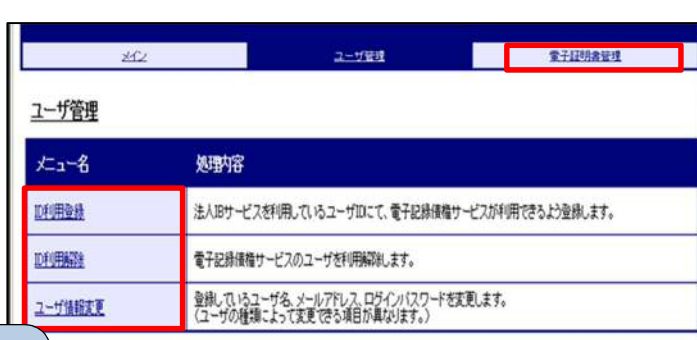 メイン ユーザ管理 電子証明書管理
ユーザ管理
メニュー名 処理内容
ID利用登録 法人IBサービスを利用しているユーザIDにて、電子記録債権サービスが利用できるよう登録します。
ID利用解除 電子記録債権サービスのユーザを利用解除します。
ユーザ情報変更 登録しているユーザ名、メールアドレス、ログインパスワードを変更します。
（ユーザの種類によって変更できる項目が異なります。）